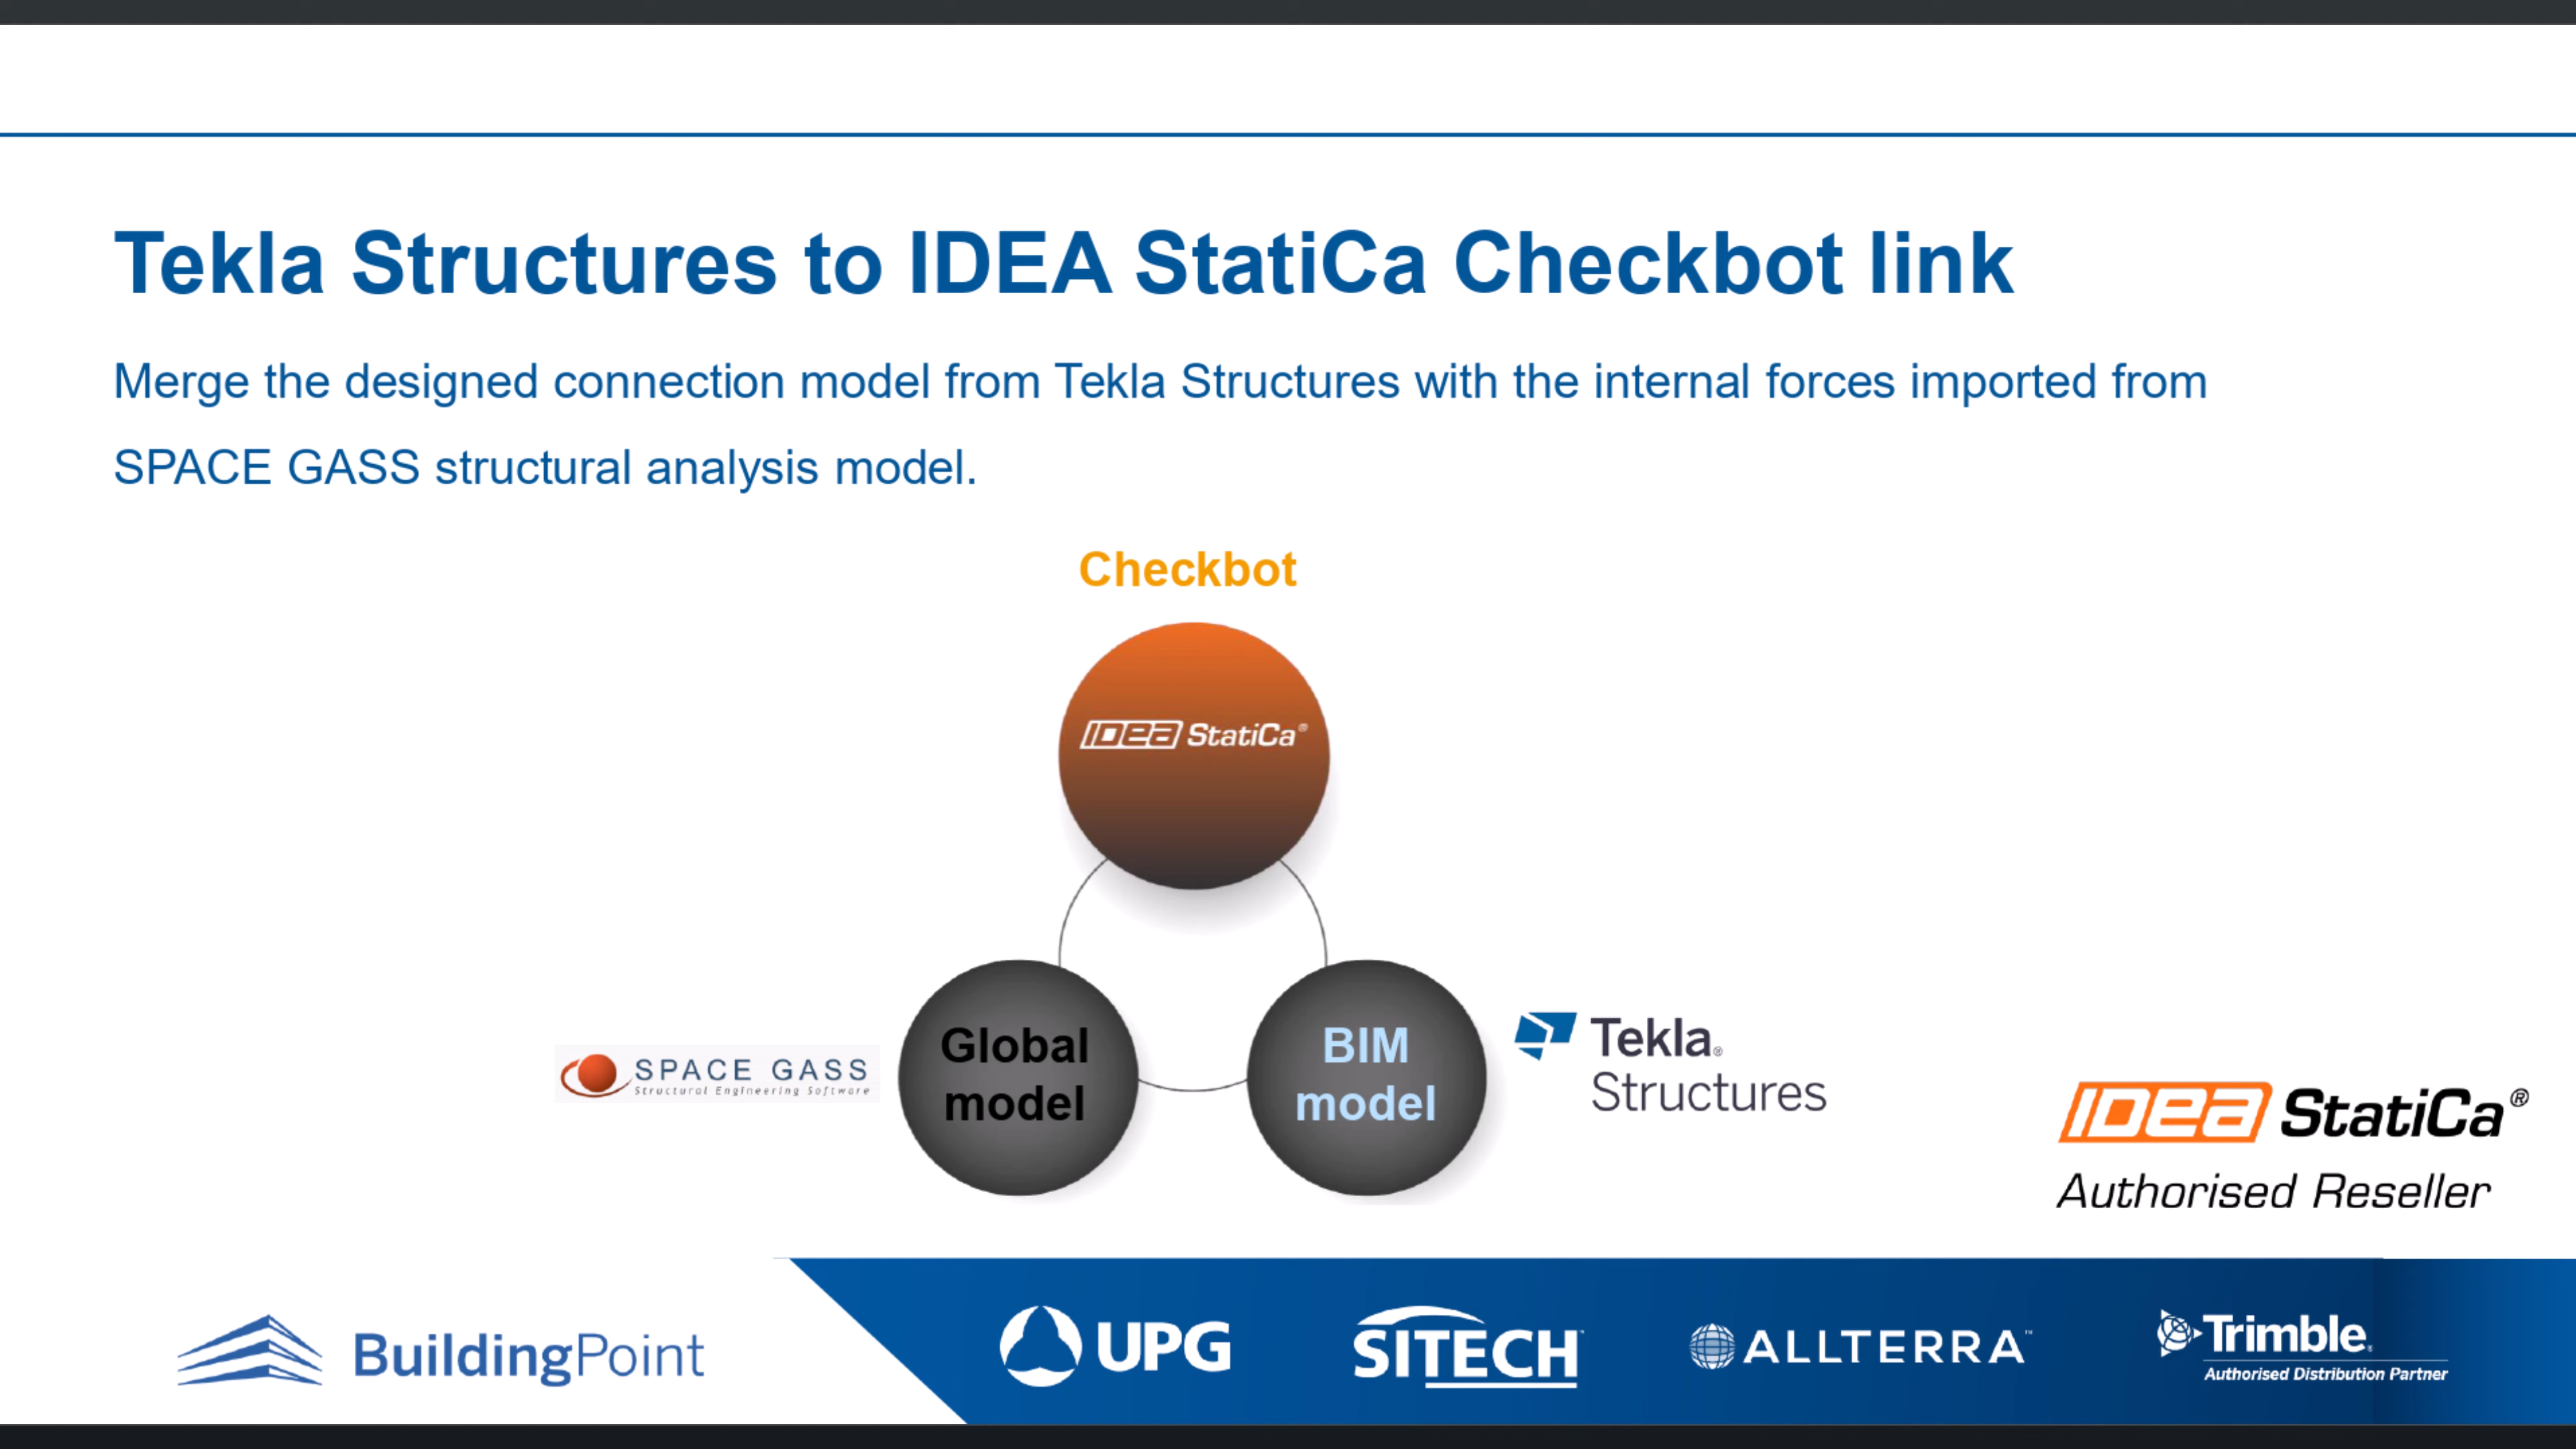 Tekla Structures to IDEA StatiCa Checkbot link
Merge the designed connection model from Tekla Structures with the internal forces imported from
SPACE GASS structural analysis model.
Checkbot
IDEA StatiCa®
Global
model
BIM
model
SPACE GASS
Structural Engineering Software
Tekla®
Structures
IDEA StatiCa®
Authorised Reseller
BuildingPoint
UPG
SITECH
ALLTERRA™
Trimble
Authorised Distribution Partner